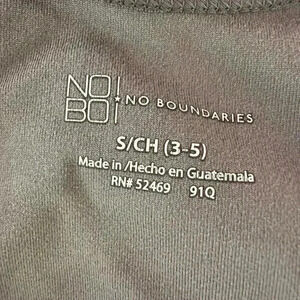 NO!
BO!
NO BOUNDARIES
S/CH (3-5)
Made in /Hecho en Guatemala
RN# 52469 91Q